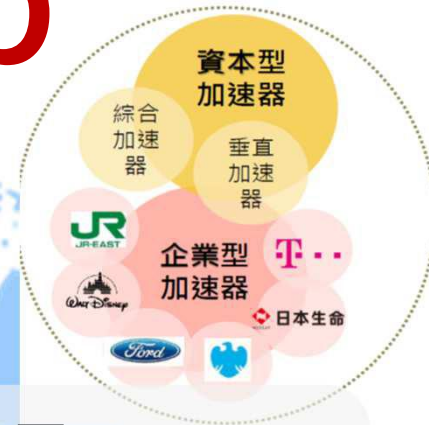 資本型
加速器
綜合
加速
器
垂直
加速
器
JR
JR-EAST
企業型
加速器
T
WALT DISNEY
日本生命
Ford